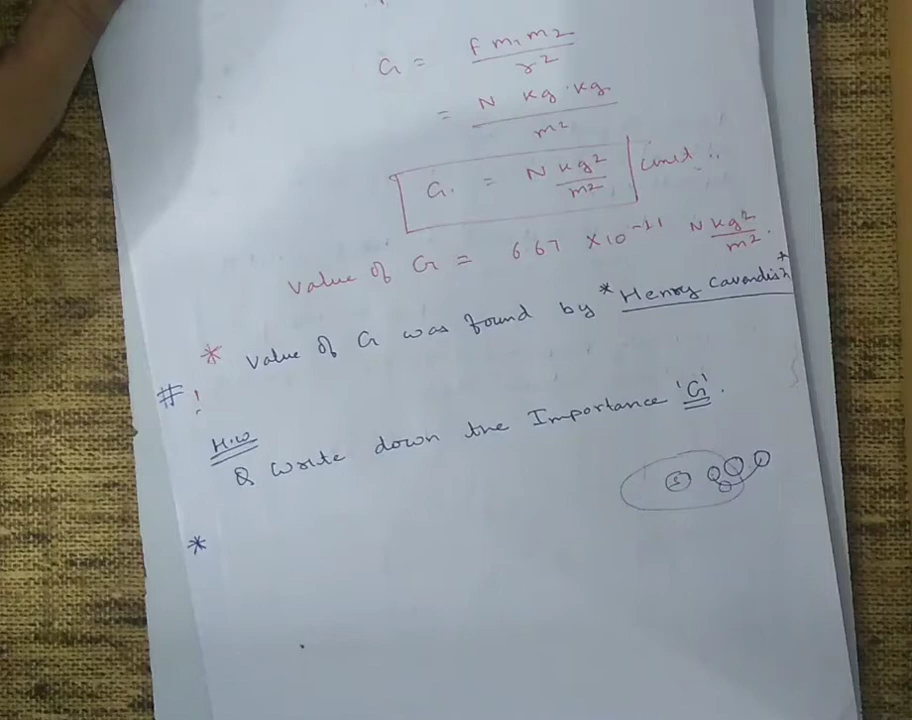 G = F m₁ m₂ / r²
= N kg . kg / m²
G. = N kg² / m² unit ..
Value of G = 6 67 × 10⁻¹¹ N kg² / m² .
* Value of G was found by * Henry Cavandish *
# !
H.W
Q Write down the Importance 'G' .
S
*